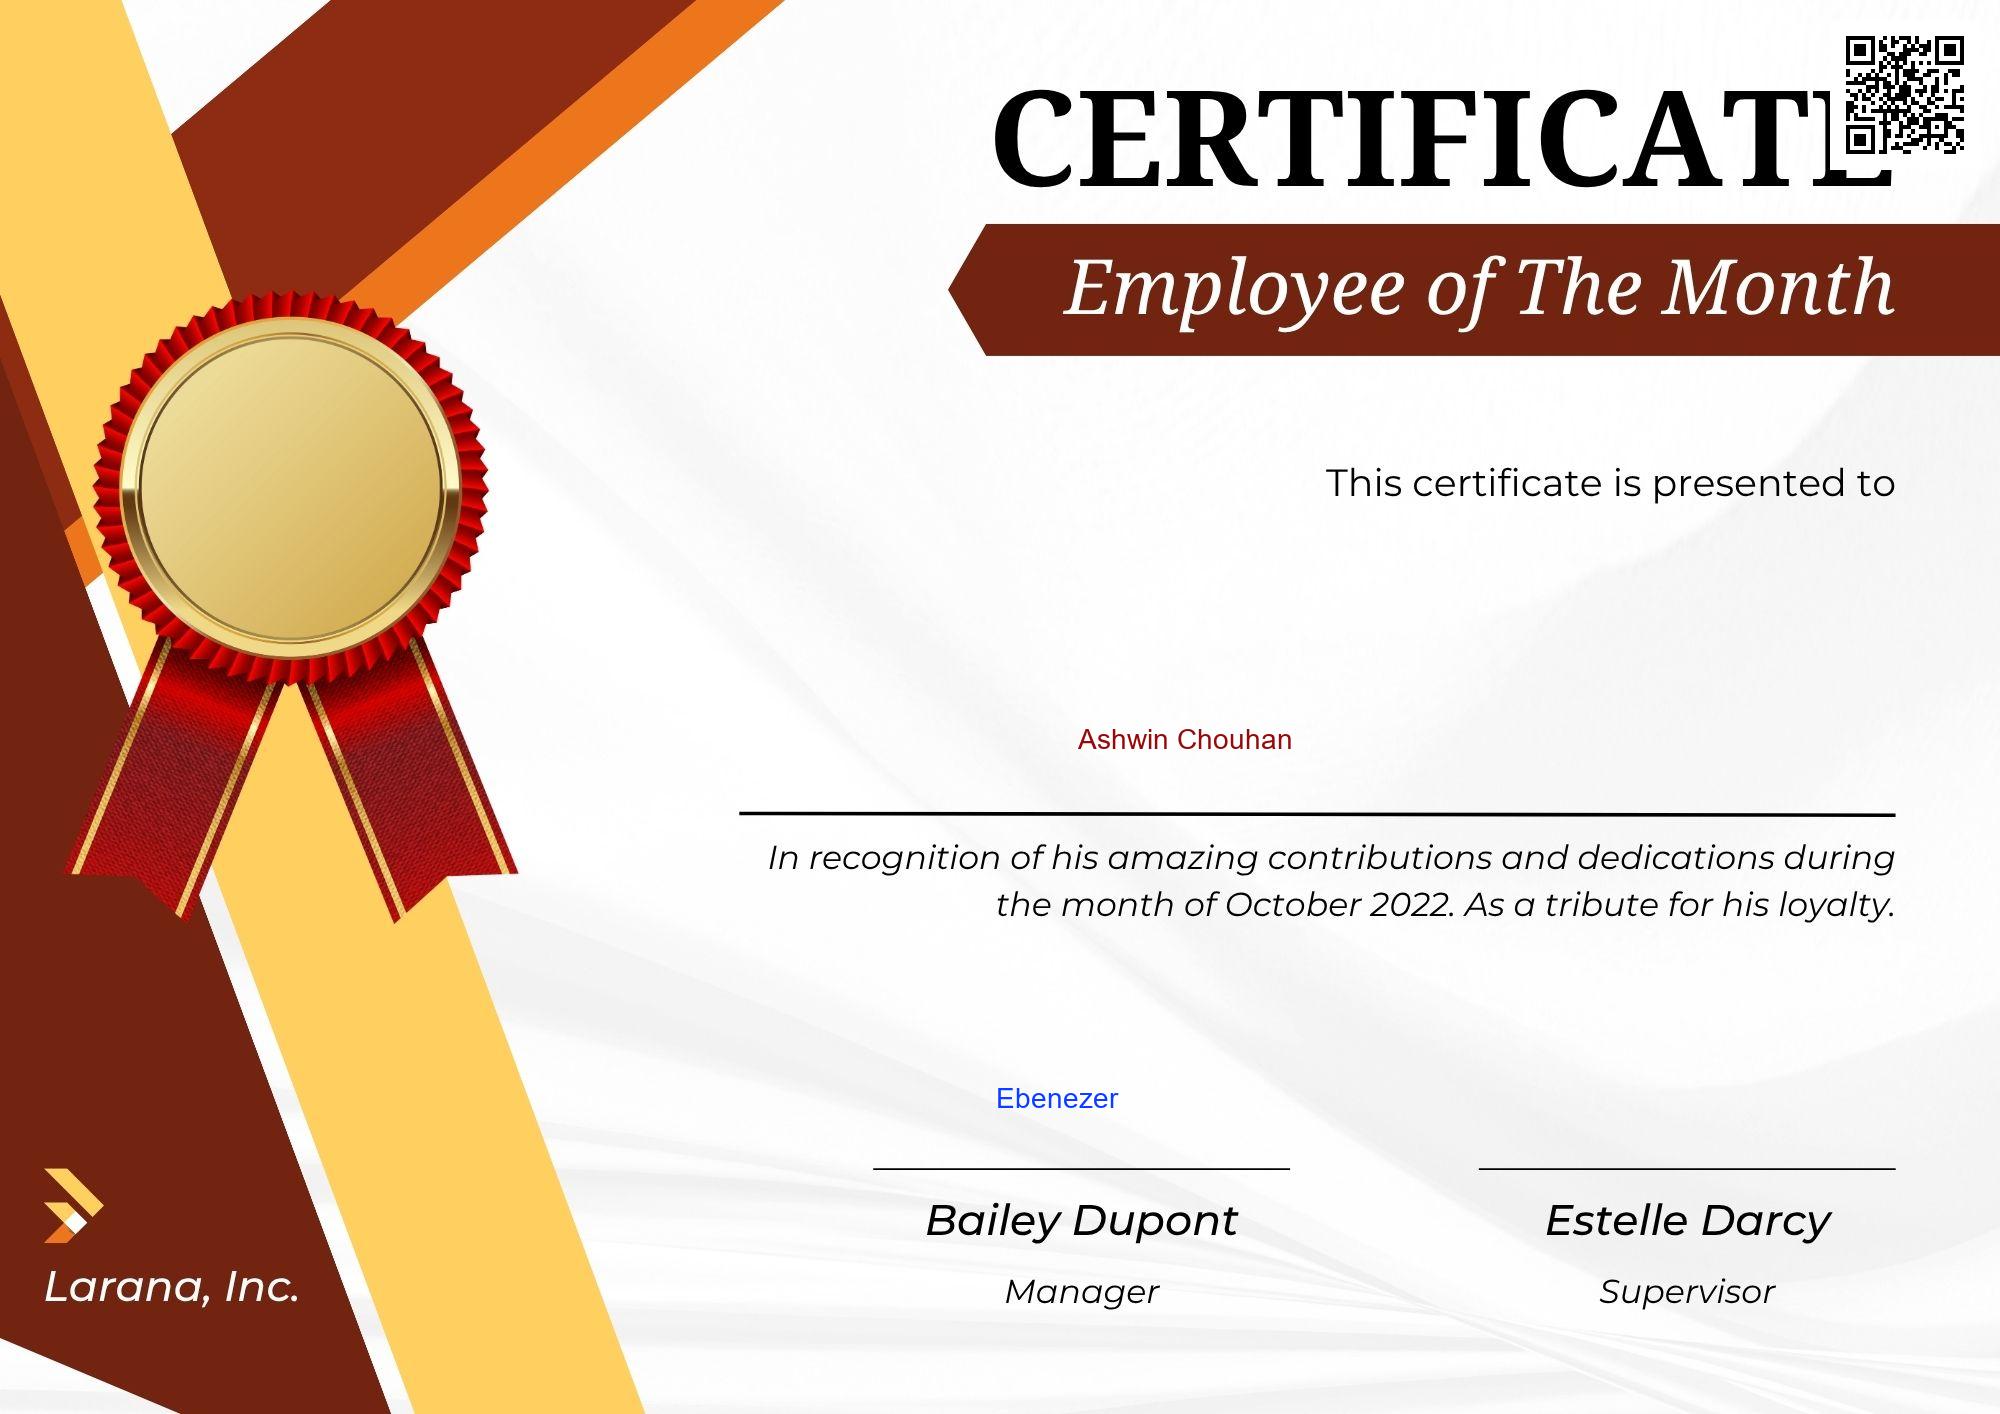 CERTIFICATE
Employee of The Month
This certificate is presented to
Ashwin Chouhan
In recognition of his amazing contributions and dedications during
the month of October 2022. As a tribute for his loyalty.
Ebenezer
Bailey Dupont
Manager
Estelle Darcy
Supervisor
Larana, Inc.